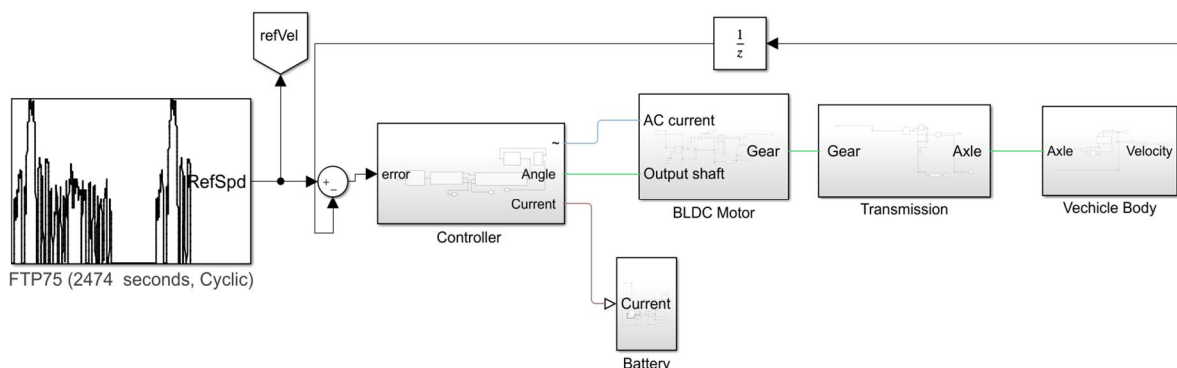 refVel
1
z
RefSpd
FTP75 (2474 seconds, Cyclic)
+
−
error
~
Angle
Current
Controller
AC current
Output shaft
Gear
BLDC Motor
Gear
Axle
Transmission
Axle
Velocity
Vechicle Body
Current
Battery